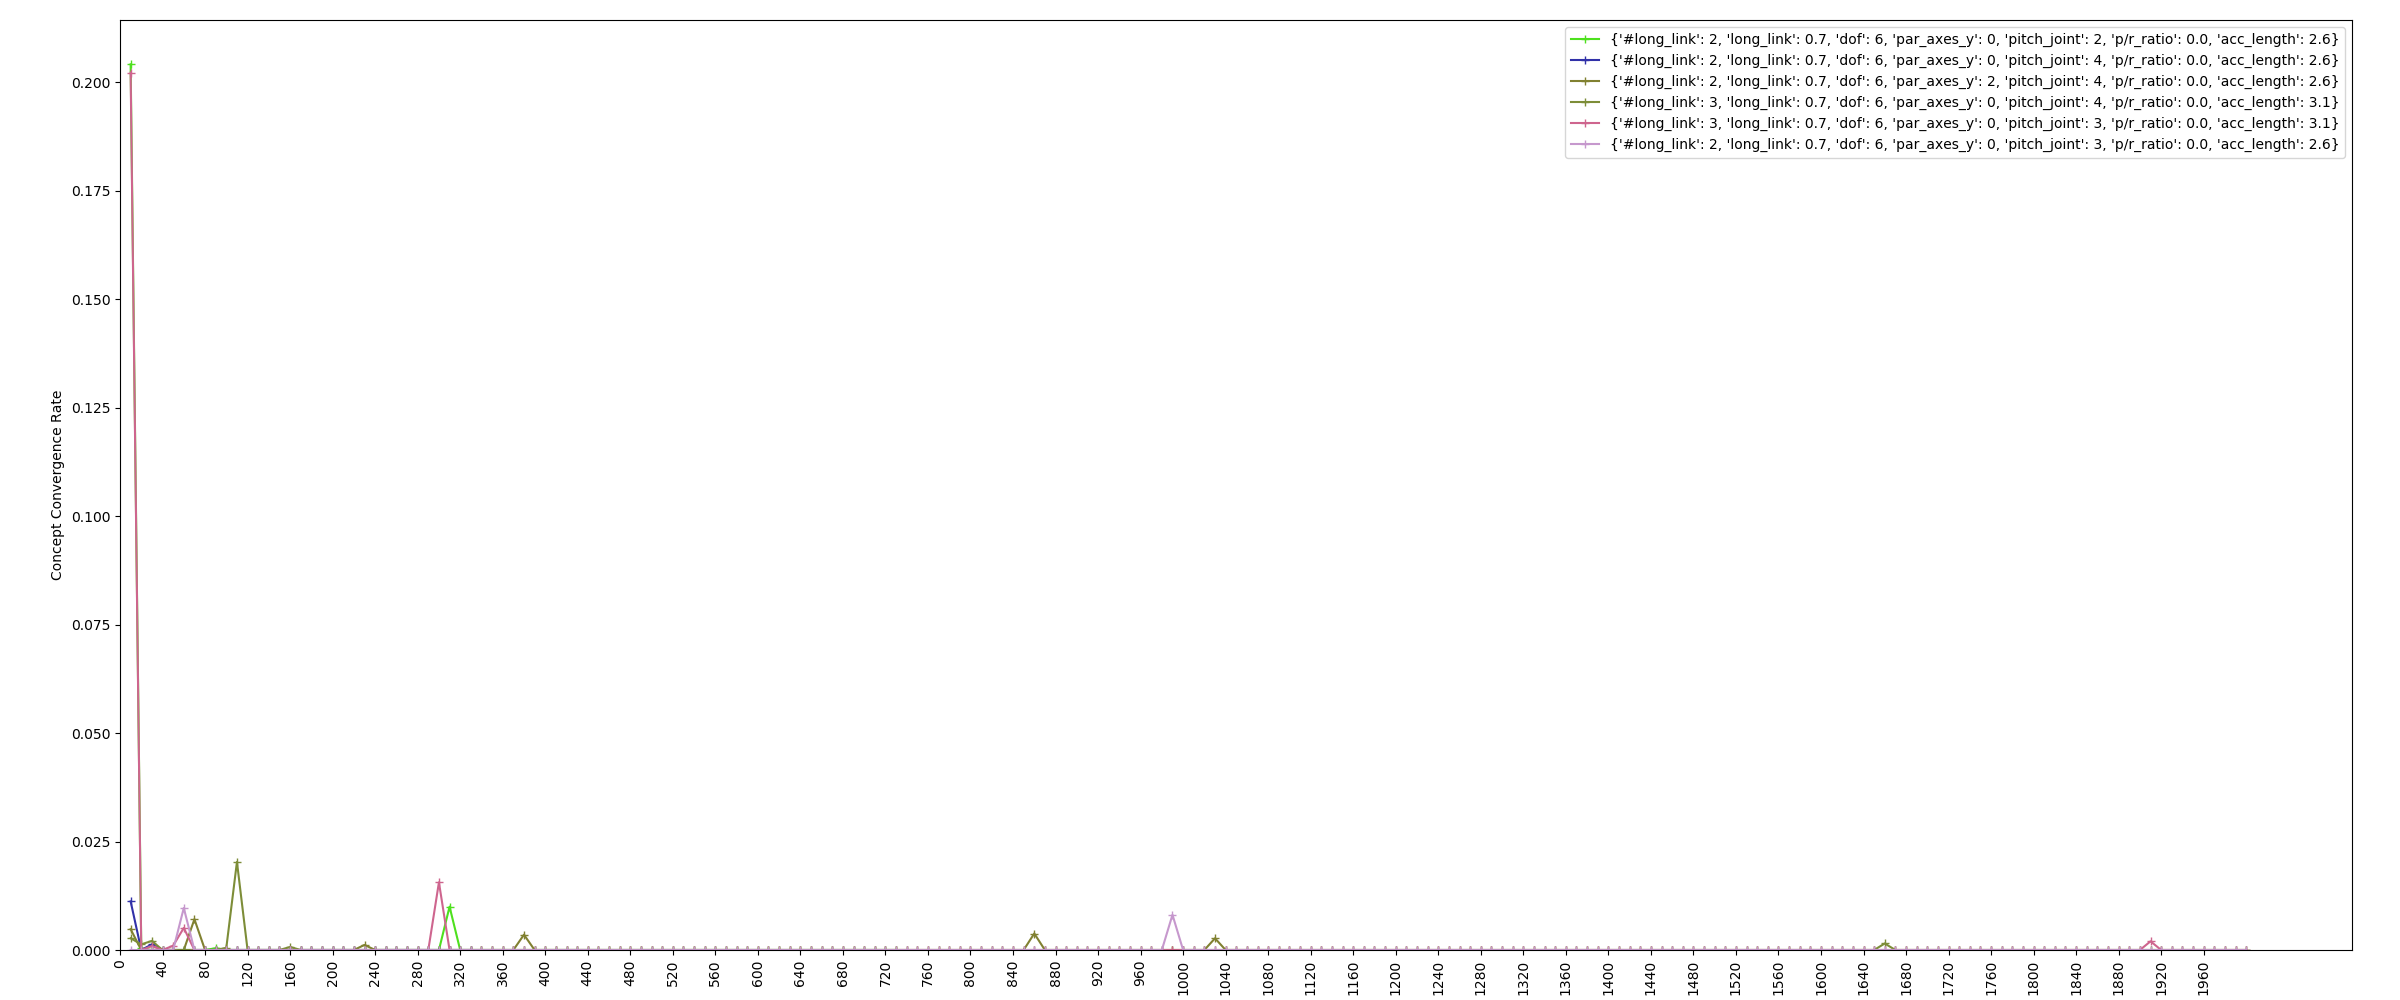 {'#long_link': 2, 'long_link': 0.7, 'dof': 6, 'par_axes_y': 0, 'pitch_joint': 2, 'p/r_ratio': 0.0, 'acc_length': 2.6}
{'#long_link': 2, 'long_link': 0.7, 'dof': 6, 'par_axes_y': 0, 'pitch_joint': 4, 'p/r_ratio': 0.0, 'acc_length': 2.6}
{'#long_link': 2, 'long_link': 0.7, 'dof': 6, 'par_axes_y': 2, 'pitch_joint': 4, 'p/r_ratio': 0.0, 'acc_length': 2.6}
{'#long_link': 3, 'long_link': 0.7, 'dof': 6, 'par_axes_y': 0, 'pitch_joint': 4, 'p/r_ratio': 0.0, 'acc_length': 3.1}
{'#long_link': 3, 'long_link': 0.7, 'dof': 6, 'par_axes_y': 0, 'pitch_joint': 3, 'p/r_ratio': 0.0, 'acc_length': 3.1}
{'#long_link': 2, 'long_link': 0.7, 'dof': 6, 'par_axes_y': 0, 'pitch_joint': 3, 'p/r_ratio': 0.0, 'acc_length': 2.6}
Concept Convergence Rate
0.200
0.175
0.150
0.125
0.100
0.075
0.050
0.025
0.000
0 40 80 120 160 200 240 280 320 360 400 440 480 520 560 600 640 680 720 760 800 840 880 920 960 1000 1040 1080 1120 1160 1200 1240 1280 1320 1360 1400 1440 1480 1520 1560 1600 1640 1680 1720 1760 1800 1840 1880 1920 1960